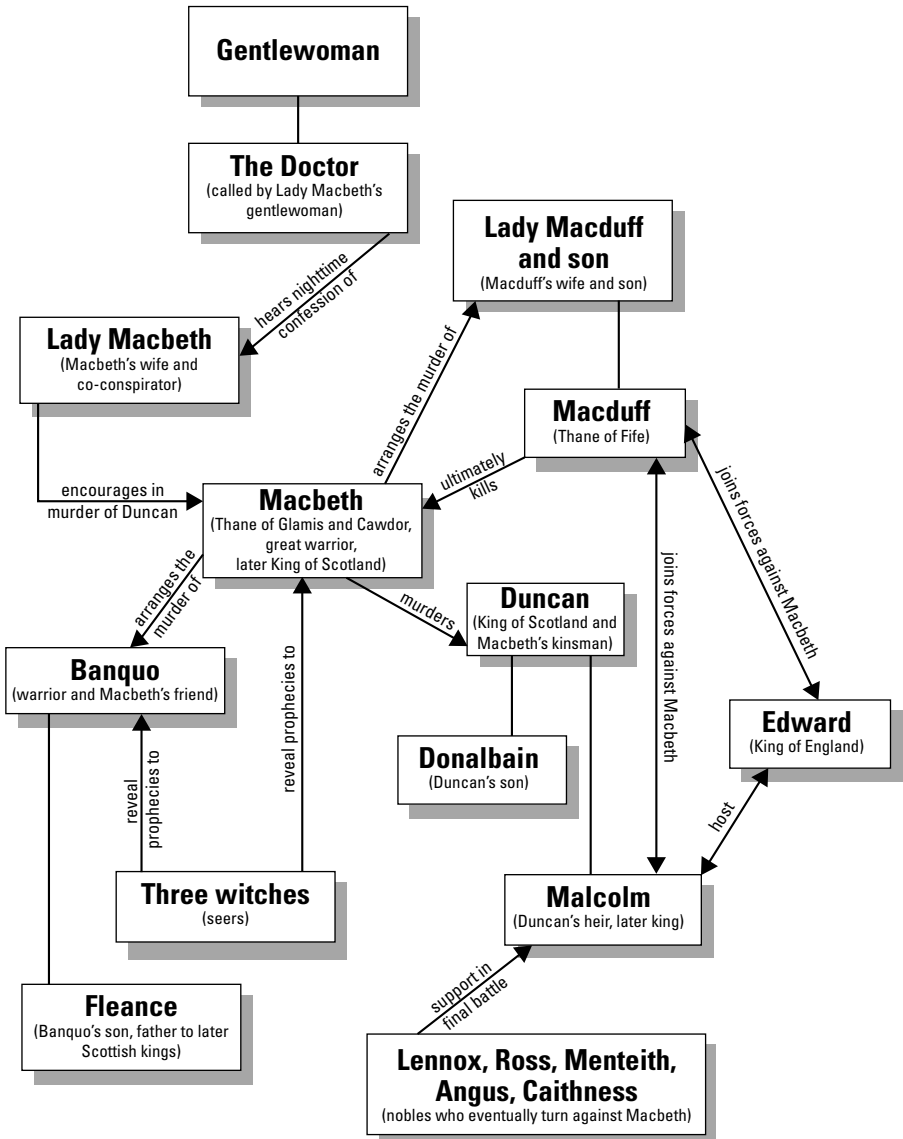 Gentlewoman
The Doctor
(called by Lady Macbeth's
gentlewoman)
Lady Macduff
and son
(Macduff's wife and son)
hears nighttime
confession of
Lady Macbeth
(Macbeth's wife and
co-conspirator)
arranges the murder of
Macduff
(Thane of Fife)
ultimately
kills
joins forces against Macbeth
encourages in
murder of Duncan
Macbeth
(Thane of Glamis and Cawdor,
great warrior,
later King of Scotland)
arranges the
murder of
murders
Duncan
(King of Scotland and
Macbeth's kinsman)
joins forces against Macbeth
Banquo
(warrior and Macbeth's friend)
reveal prophecies to
Edward
(King of England)
Donalbain
(Duncan's son)
reveal
prophecies to
host
Three witches
(seers)
Malcolm
(Duncan's heir, later king)
support in
final battle
Fleance
(Banquo's son, father to later
Scottish kings)
Lennox, Ross, Menteith,
Angus, Caithness
(nobles who eventually turn against Macbeth)